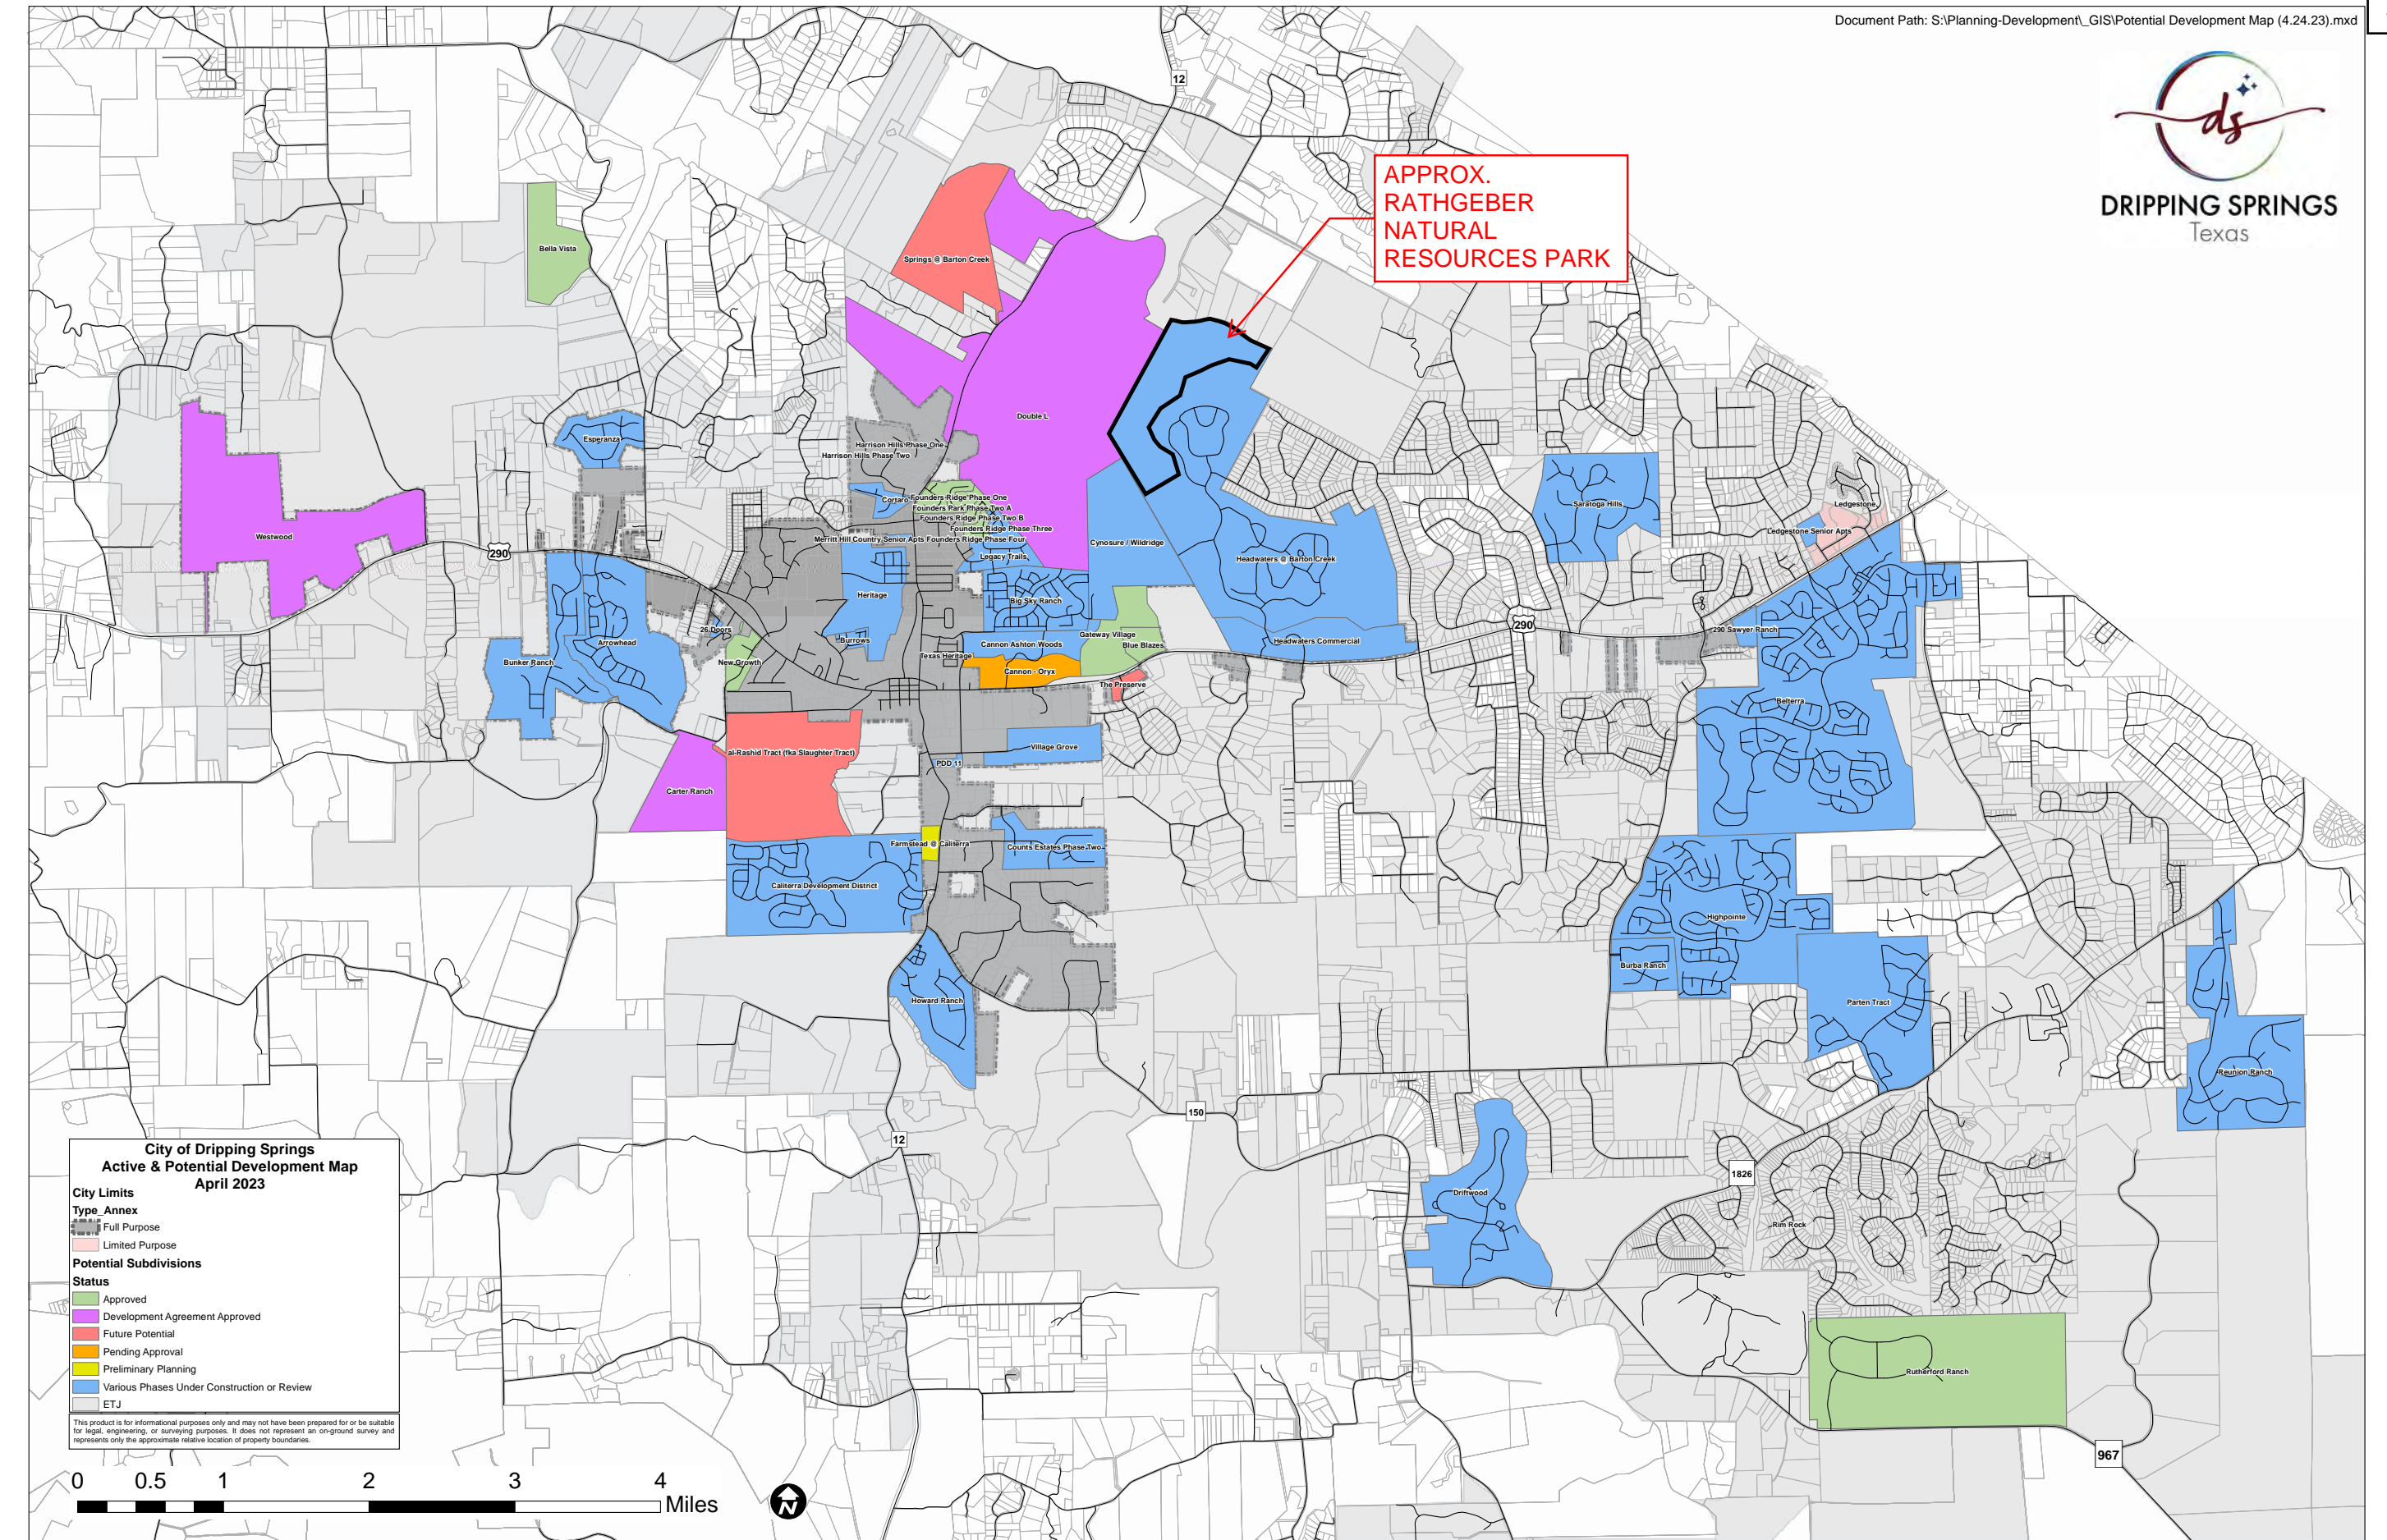 Document Path: S:\Planning-Development\_GIS\Potential Development Map (4.24.23).mxd
ds
DRIPPING SPRINGS
Texas
12
APPROX.
RATHGEBER
NATURAL
RESOURCES PARK
Bella Vista
Springs @ Barton Creek
Double L
Esperanza
Harrison Hills Phase One
Harrison Hills Phase Two
Cortaro
Founders Ridge Phase One
Founders Park Phase Two A
Founders Ridge Phase Two B
Founders Ridge Phase Three
Merritt Hill Country Senior Apts
Founders Ridge Phase Four
Legacy Trails
Cynosure / Wildridge
Headwaters @ Barton Creek
Saratoga Hills
Ledgestone
Ledgestone Senior Apts
Westwood
290
Heritage
Big Sky Ranch
26 Doors
Burrows
Arrowhead
Bunker Ranch
New Growth
Texas Heritage
Cannon Ashton Woods
Gateway Village
Blue Blazes
Headwaters Commercial
290
290 Sawyer Ranch
Cannon - Oryx
The Preserve
Belterra
al-Rashid Tract (fka Slaughter Tract)
Village Grove
PDD 11
Carter Ranch
Farmstead @ Caliterra
Counts Estates Phase Two
Caliterra Development District
Highpointe
Burba Ranch
Howard Ranch
Parten Tract
Reunion Ranch
150
12
1826
Driftwood
Rim Rock
Rutherford Ranch
967
City of Dripping Springs
Active & Potential Development Map
April 2023
City Limits
Type_Annex
Full Purpose
Limited Purpose
Potential Subdivisions
Status
Approved
Development Agreement Approved
Future Potential
Pending Approval
Preliminary Planning
Various Phases Under Construction or Review
ETJ
This product is for informational purposes only and may not have been prepared for or be suitable
for legal, engineering, or surveying purposes. It does not represent an on-ground survey and
represents only the approximate relative location of property boundaries.
0 0.5 1 2 3 4
Miles
N